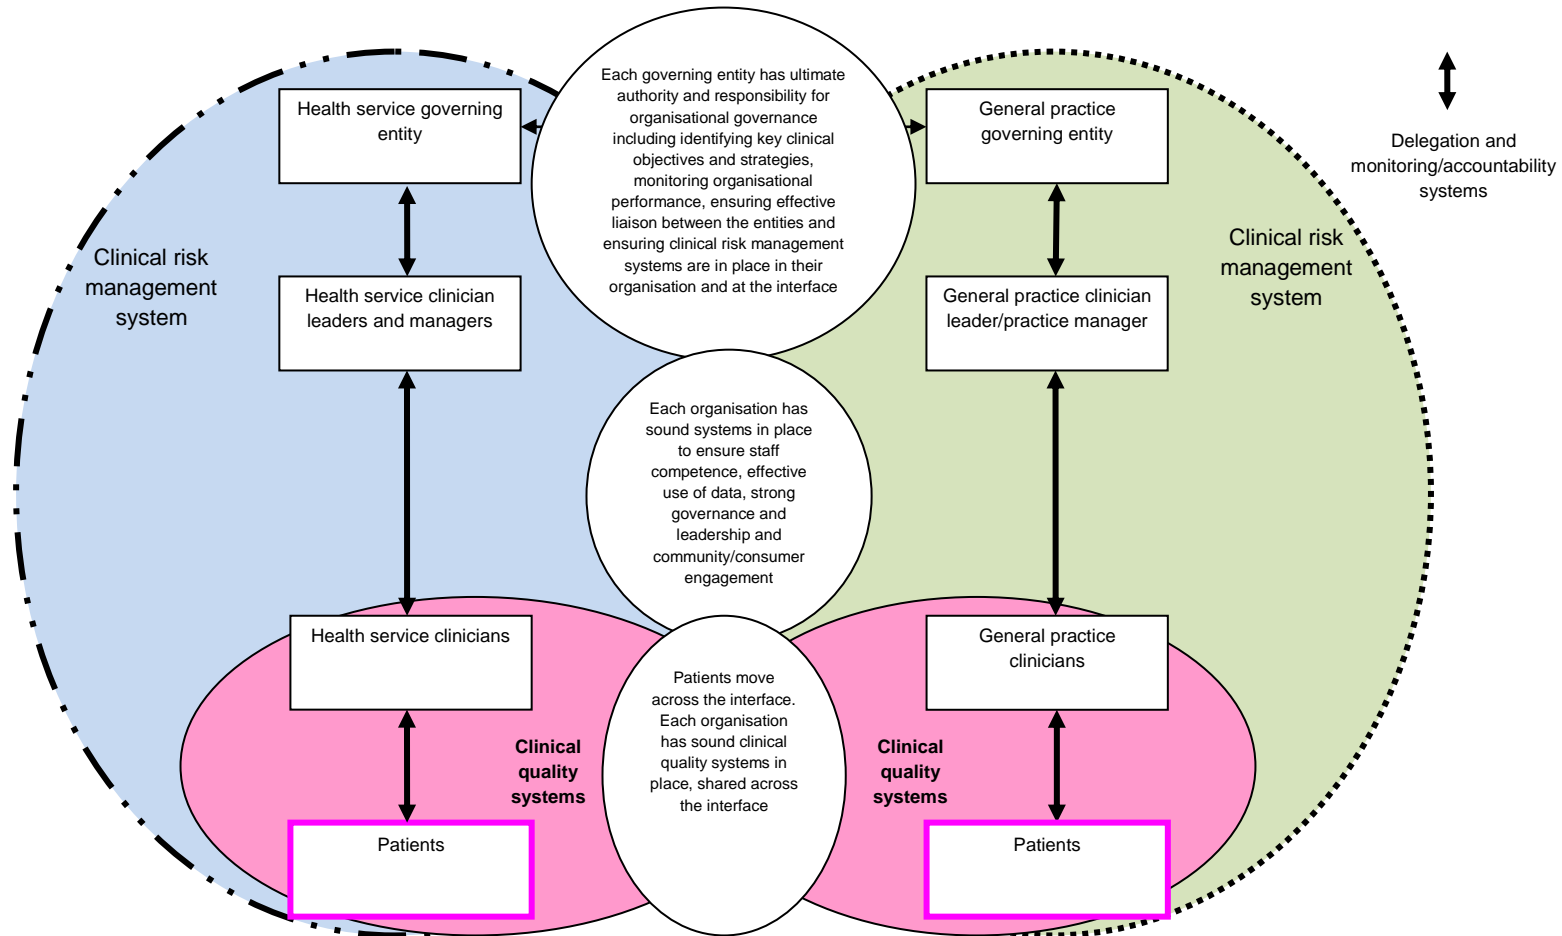 Each governing entity has ultimate
authority and responsibility for
organisational governance
including identifying key clinical
objectives and strategies,
monitoring organisational
performance, ensuring effective
liaison between the entities and
ensuring clinical risk management
systems are in place in their
organisation and at the interface
Health service governing
entity
General practice
governing entity
Delegation and
monitoring/accountability
systems
Clinical risk
management
system
Clinical risk
management
system
Health service clinician
leaders and managers
General practice clinician
leader/practice manager
Each organisation has
sound systems in place
to ensure staff
competence, effective
use of data, strong
governance and
leadership and
community/consumer
engagement
Health service clinicians
General practice
clinicians
Patients move
across the interface.
Each organisation
has sound clinical
quality systems in
place, shared across
the interface
Clinical
quality
systems
Clinical
quality
systems
Patients
Patients